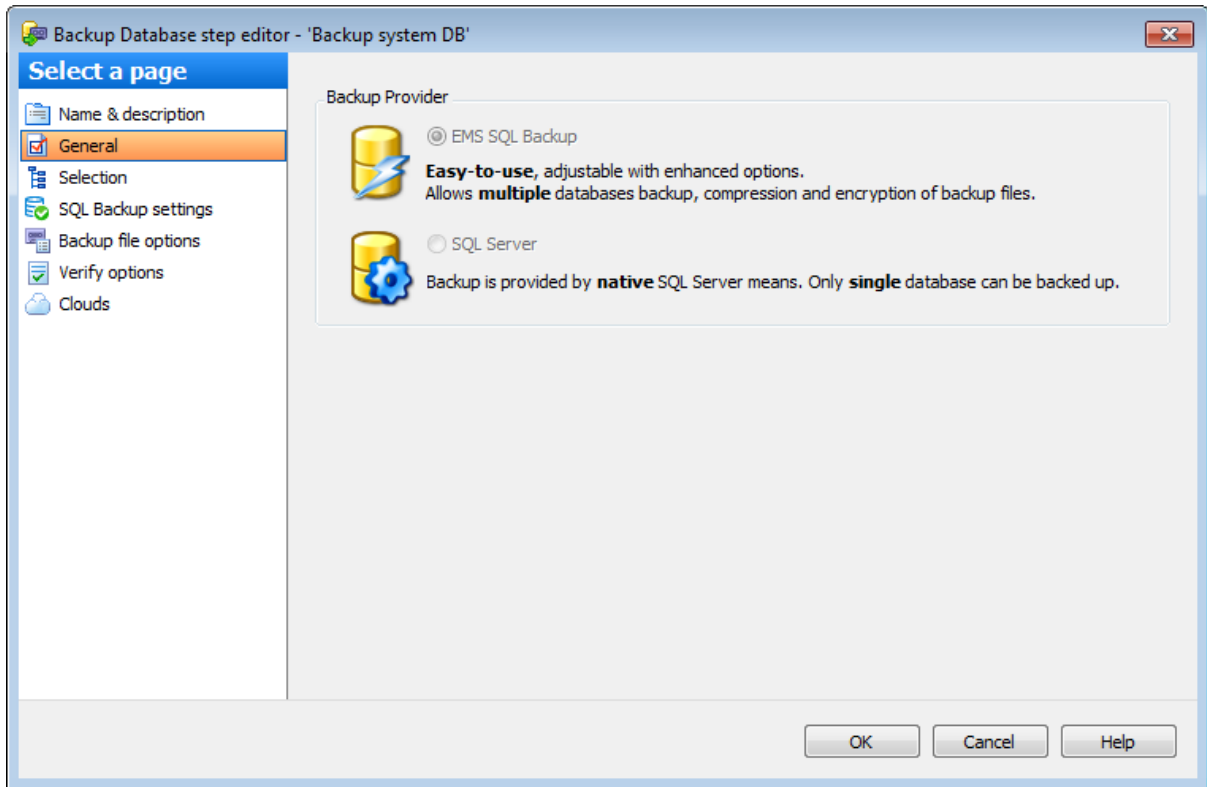 Backup Database step editor - 'Backup system DB'
Select a page
Name & description
General
Selection
SQL Backup settings
Backup file options
Verify options
Clouds
Backup Provider
EMS SQL Backup
Easy-to-use, adjustable with enhanced options.
Allows multiple databases backup, compression and encryption of backup files.
SQL Server
Backup is provided by native SQL Server means. Only single database can be backed up.
OK
Cancel
Help